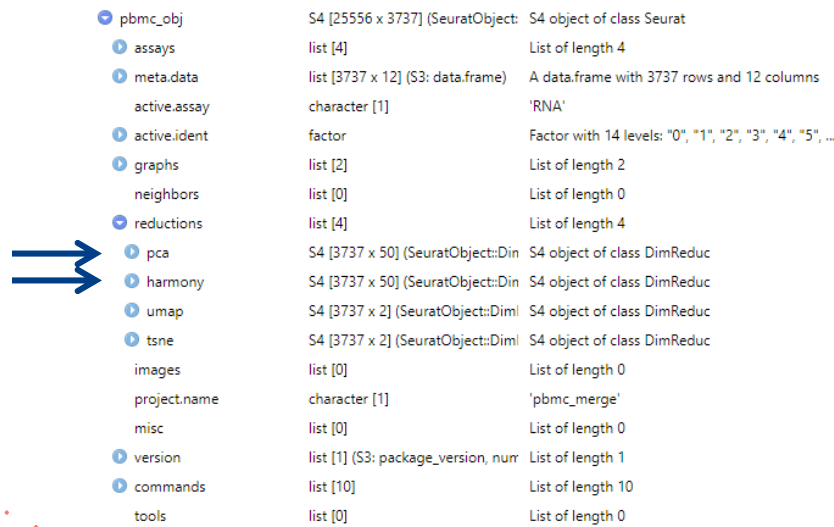 pbmc_obj S4 [25556 x 3737] (SeuratObject: S4 object of class Seurat
assays list [4] List of length 4
meta.data list [3737 x 12] (S3: data.frame) A data.frame with 3737 rows and 12 columns
active.assay character [1] 'RNA'
active.ident factor Factor with 14 levels: "0", "1", "2", "3", "4", "5", ...
graphs list [2] List of length 2
neighbors list [0] List of length 0
reductions list [4] List of length 4
pca S4 [3737 x 50] (SeuratObject::Din S4 object of class DimReduc
harmony S4 [3737 x 50] (SeuratObject::Din S4 object of class DimReduc
umap S4 [3737 x 2] (SeuratObject::Diml S4 object of class DimReduc
tsne S4 [3737 x 2] (SeuratObject::Diml S4 object of class DimReduc
images list [0] List of length 0
project.name character [1] 'pbmc_merge'
misc list [0] List of length 0
version list [1] (S3: package_version, num List of length 1
commands list [10] List of length 10
tools list [0] List of length 0